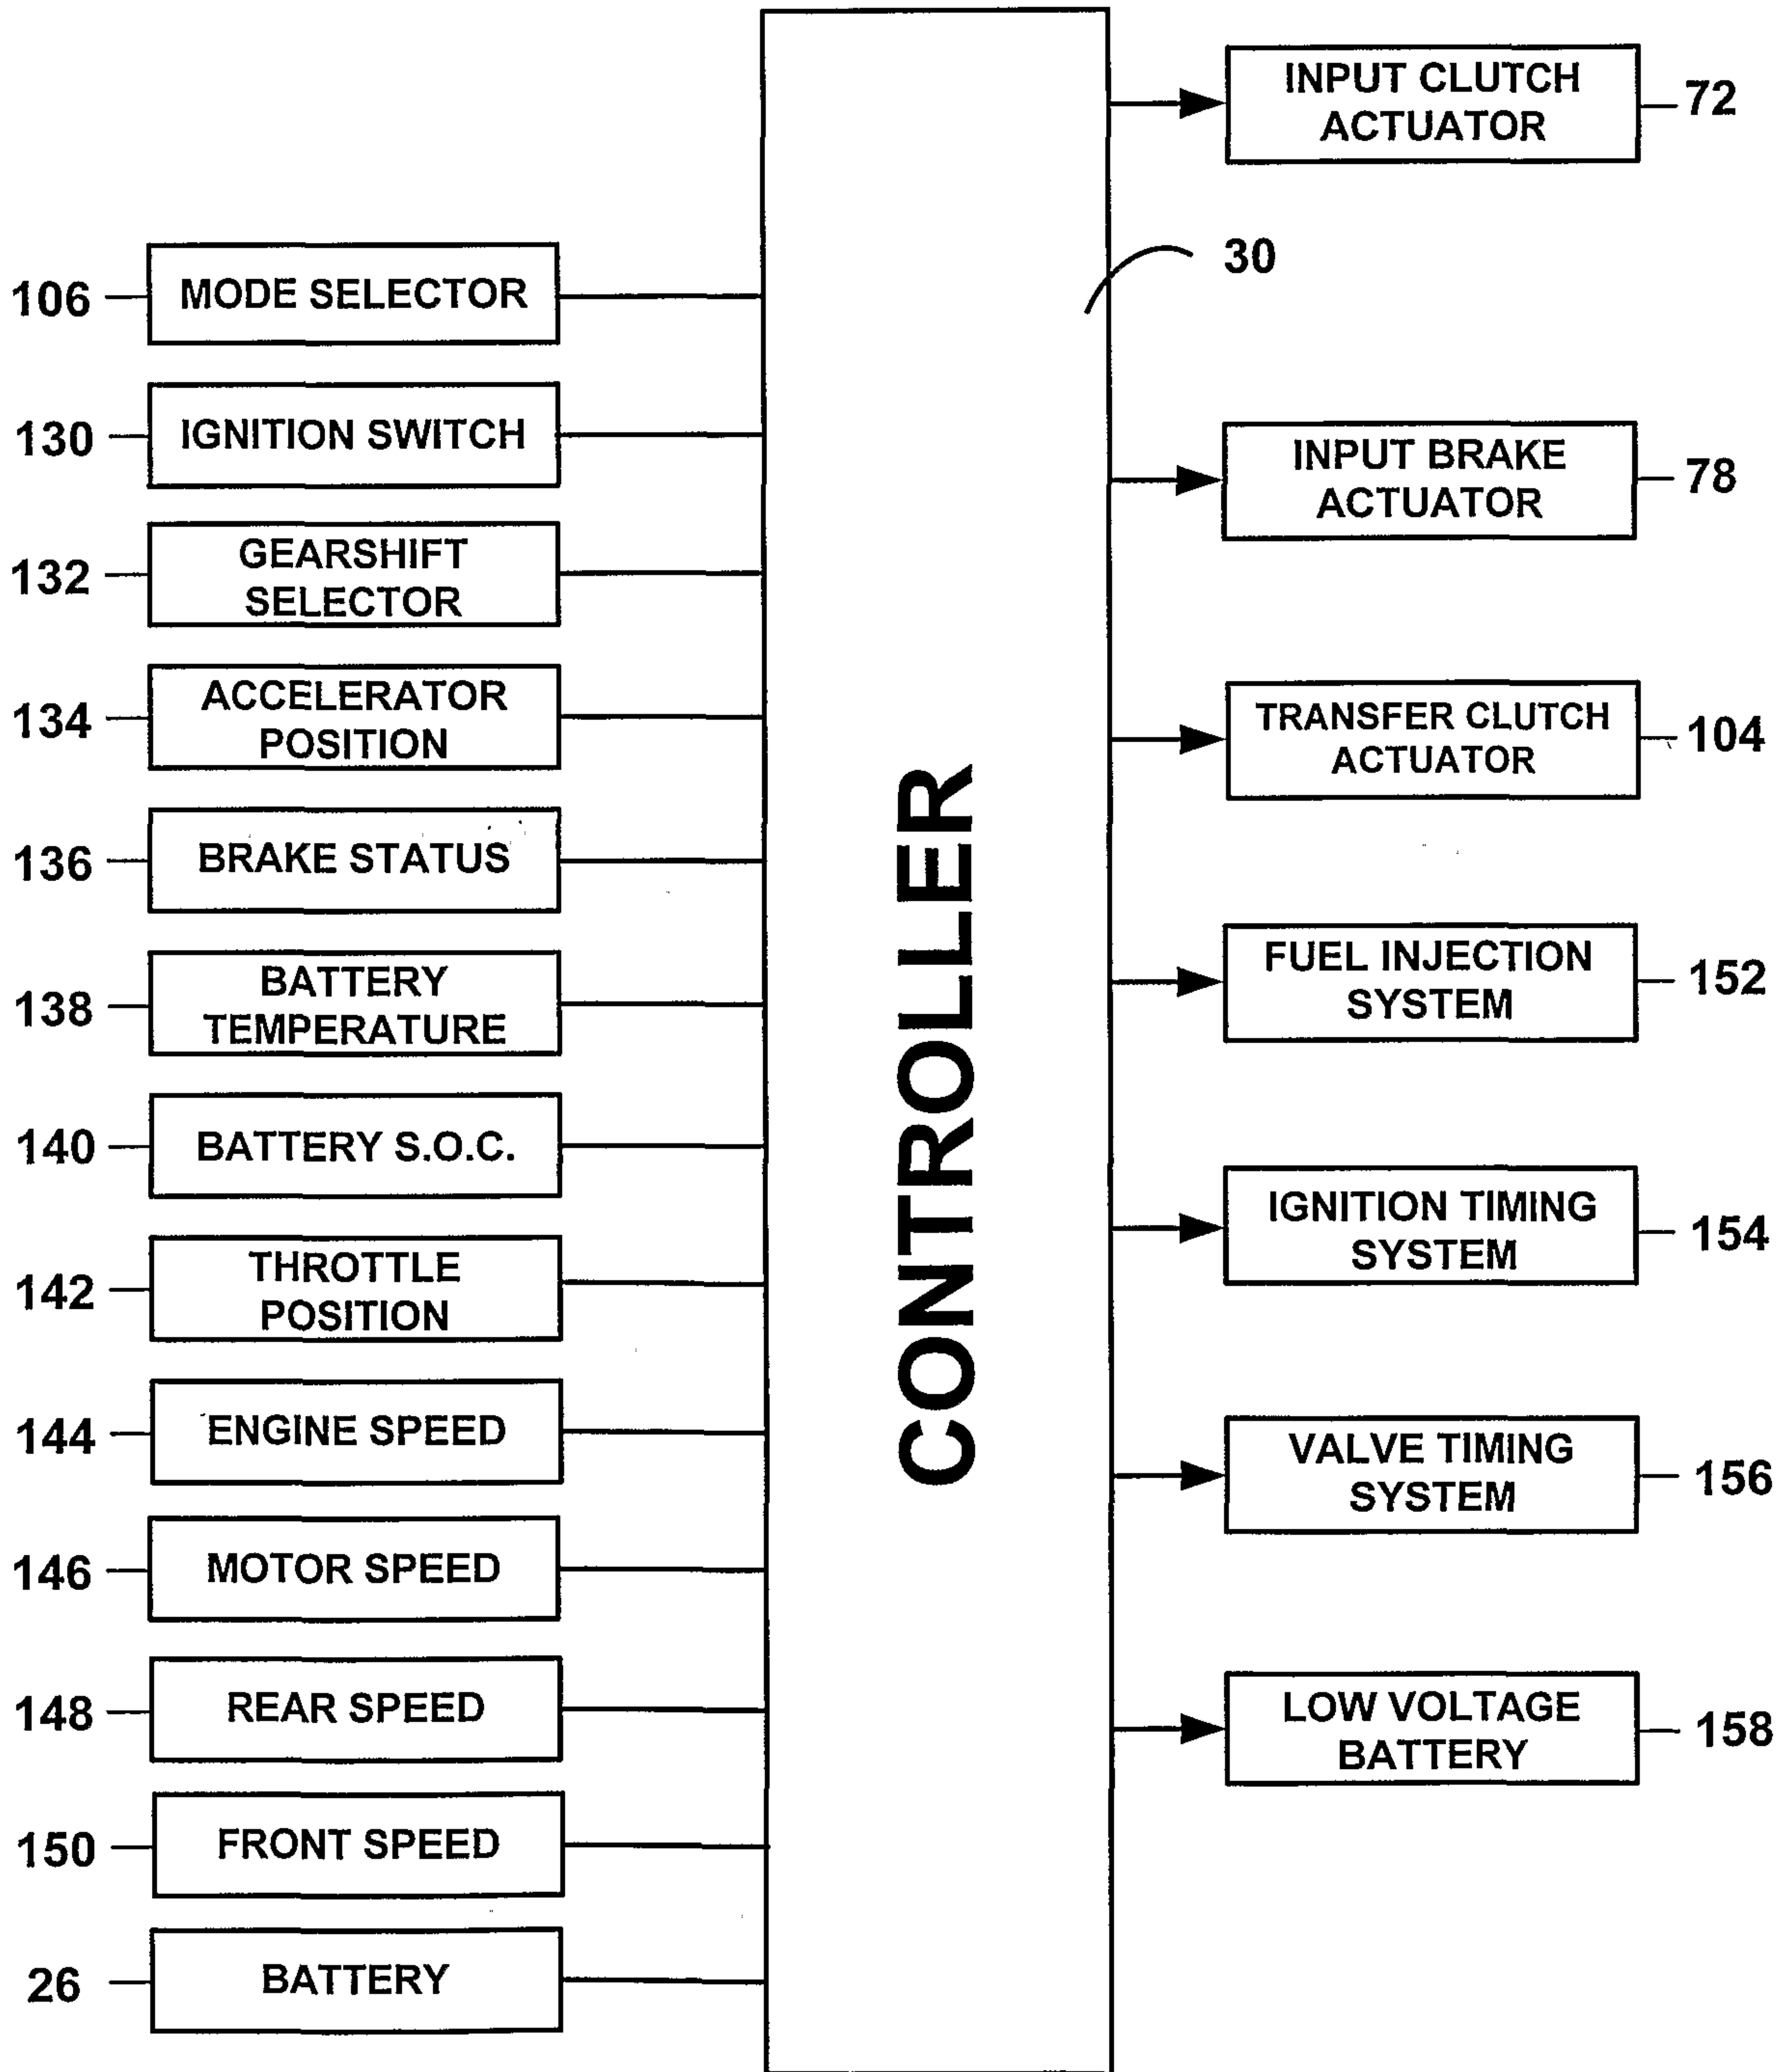 106
MODE SELECTOR
130
IGNITION SWITCH
132
GEARSHIFT
SELECTOR
134
ACCELERATOR
POSITION
136
BRAKE STATUS
138
BATTERY
TEMPERATURE
140
BATTERY S.O.C.
142
THROTTLE
POSITION
144
ENGINE SPEED
146
MOTOR SPEED
148
REAR SPEED
150
FRONT SPEED
26
BATTERY
CONTROLLER
30
INPUT CLUTCH
ACTUATOR
72
INPUT BRAKE
ACTUATOR
78
TRANSFER CLUTCH
ACTUATOR
104
FUEL INJECTION
SYSTEM
152
IGNITION TIMING
SYSTEM
154
VALVE TIMING
SYSTEM
156
LOW VOLTAGE
BATTERY
158